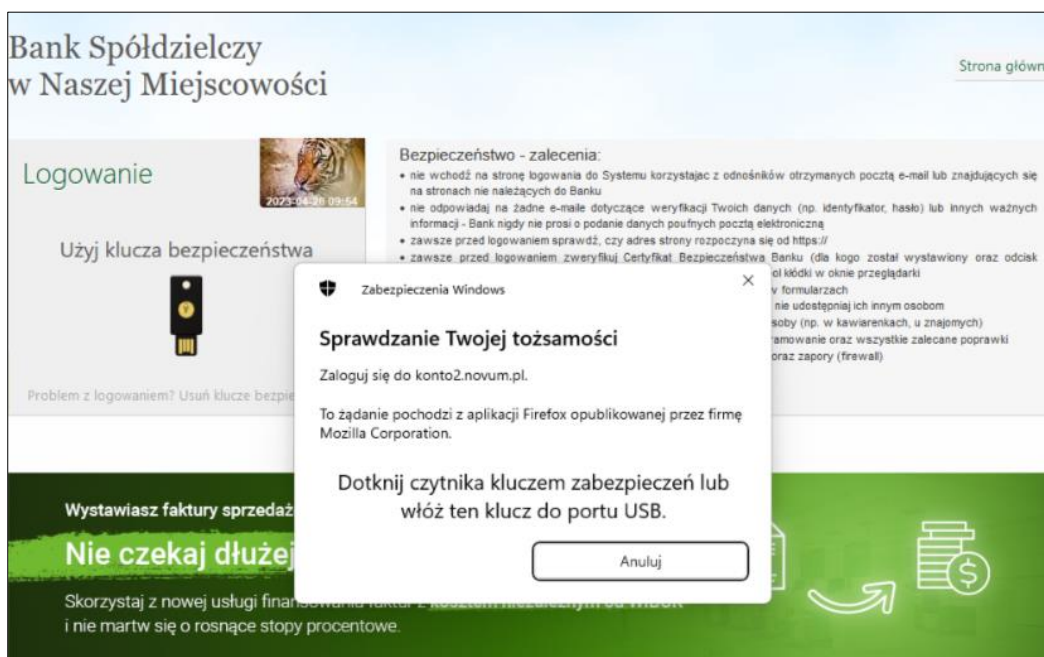 Bank Spółdzielczy
w Naszej Miejscowości
Strona główn
Logowanie
2023-04-26 09:54
Użyj klucza bezpieczeństwa
Problem z logowaniem? Usuń klucze bezpie
Bezpieczeństwo - zalecenia:
• nie wchodź na stronę logowania do Systemu korzystajac z odnośników otrzymanych pocztą e-mail lub znajdujących się
na stronach nie należących do Banku
• nie odpowiadaj na żadne e-maile dotyczące weryfikacji Twoich danych (np. identyfikator, hasło) lub innych ważnych
informacji - Bank nigdy nie prosi o podanie danych poufnych pocztą elektroniczną
• zawsze przed logowaniem sprawdź, czy adres strony rozpoczyna się od https://
• zawsze przed logowaniem zweryfikuj Certyfikat Bezpieczeństwa Banku (dla kogo został wystawiony oraz odcisk
ol kłódki w oknie przeglądarki
v formularzach
nie udostępniaj ich innym osobom
soby (np. w kawiarenkach, u znajomych)
ramowanie oraz wszystkie zalecane poprawki
oraz zapory (firewall)
Zabezpieczenia Windows
Sprawdzanie Twojej tożsamości
Zaloguj się do konto2.novum.pl.
To żądanie pochodzi z aplikacji Firefox opublikowanej przez firmę
Mozilla Corporation.
Dotknij czytnika kluczem zabezpieczeń lub
włóż ten klucz do portu USB.
Anuluj
Wystawiasz faktury sprzedaż
Nie czekaj dłużej
Skorzystaj z nowej usługi finansowania faktur z kosztem niezależnym od WIBOR
i nie martw się o rosnące stopy procentowe.